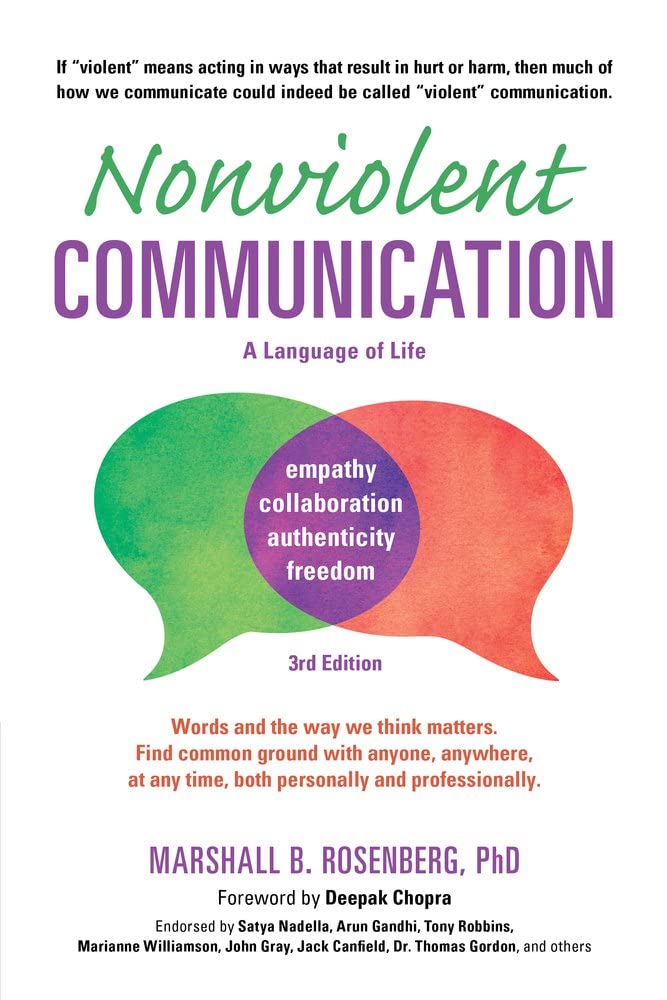 If “violent” means acting in ways that result in hurt or harm, then much of
how we communicate could indeed be called “violent” communication.
Nonviolent
COMMUNICATION
A Language of Life
empathy
collaboration
authenticity
freedom
3rd Edition
Words and the way we think matters.
Find common ground with anyone, anywhere,
at any time, both personally and professionally.
MARSHALL B. ROSENBERG, PhD
Foreword by Deepak Chopra
Endorsed by Satya Nadella, Arun Gandhi, Tony Robbins,
Marianne Williamson, John Gray, Jack Canfield, Dr. Thomas Gordon, and others